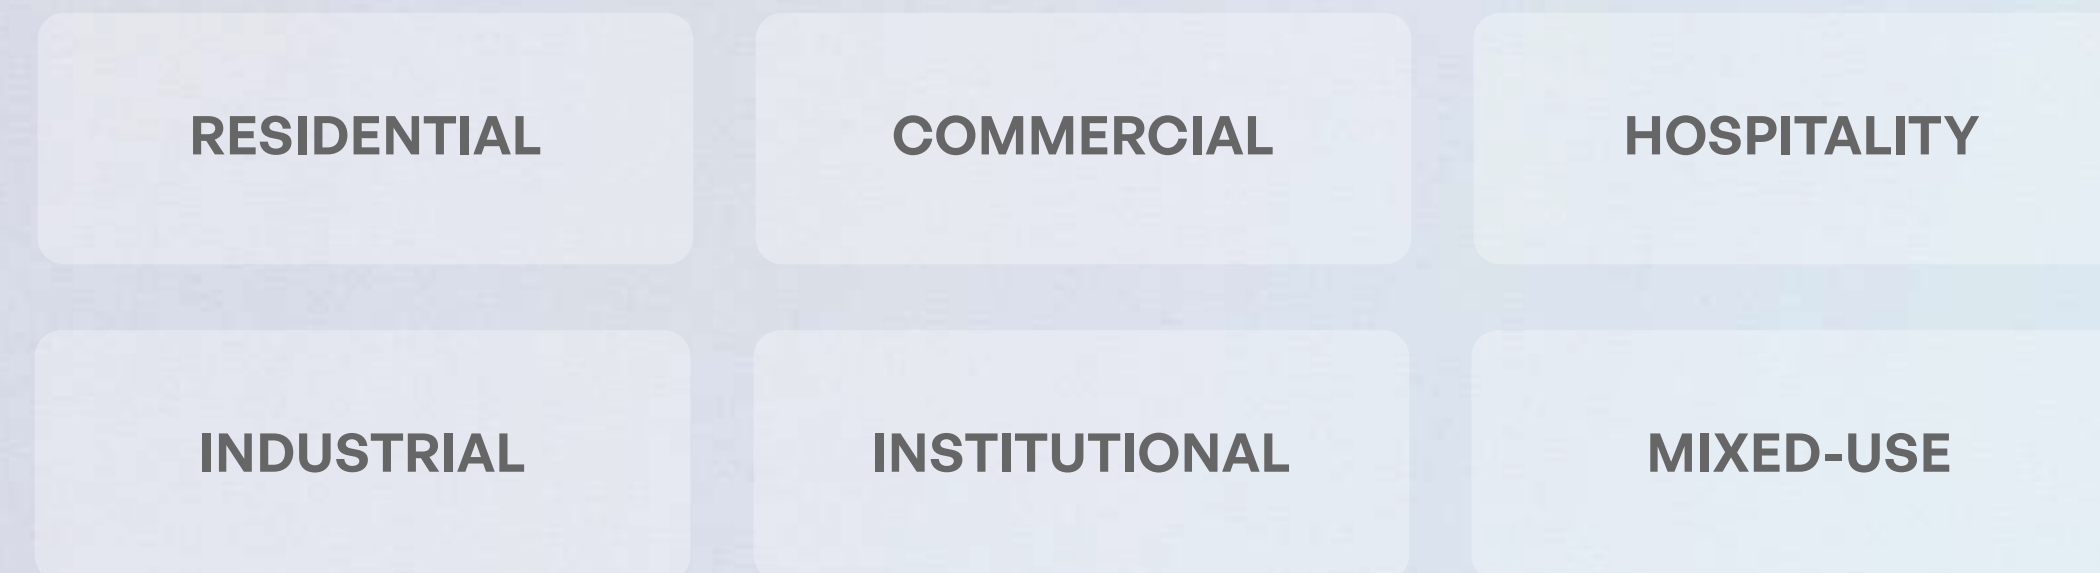 RESIDENTIAL
COMMERCIAL
HOSPITALITY
INDUSTRIAL
INSTITUTIONAL
MIXED-USE